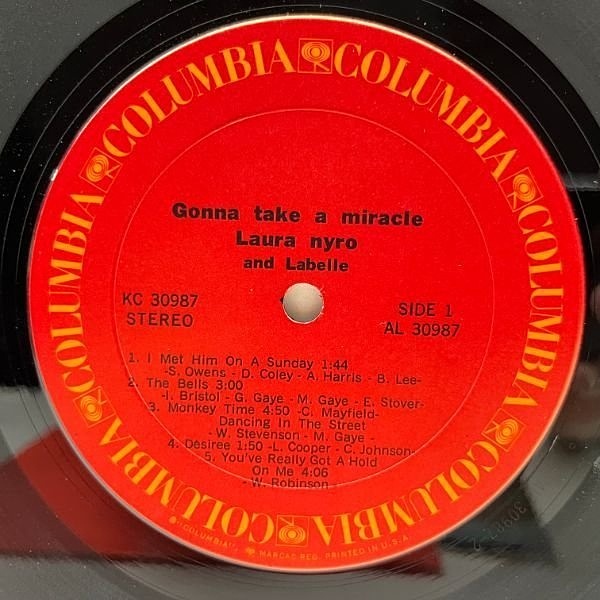 COLUMBIA COLUMBIA COLUMBIA COLUMBIA COLUMBIA COLUMBIA
Gonna take a miracle
Laura nyro
and Labelle
KC 30987
STEREO
SIDE 1
AL 30987
1. I Met Him On A Sunday 1:44
-S. Owens - D. Coley - A. Harris - B. Lee-
2. The Bells 3:00
-I. Bristol - G. Gaye - M. Gaye - E. Stover-
3. Monkey Time 4:50 -C. Mayfield-
Dancing In The Street
-W. Stevenson - M. Gaye -
4. Desiree 1:50 -L. Cooper - C. Johnson-
5. You've Really Got A Hold
On Me 4:06
-W. Robinson-
"COLUMBIA" MARCAS REG. PRINTED IN U.S.A.